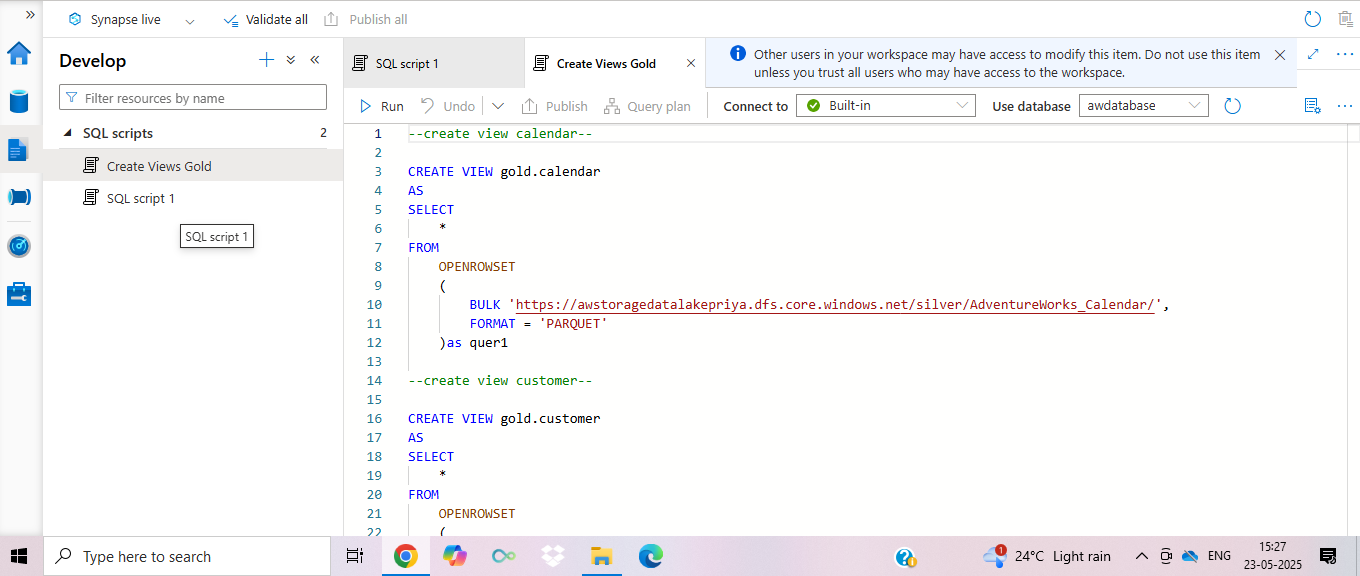 Synapse live
Validate all
Publish all
Develop
Filter resources by name
SQL scripts
2
Create Views Gold
SQL script 1
SQL script 1
SQL script 1
Create Views Gold
Other users in your workspace may have access to modify this item. Do not use this item
unless you trust all users who may have access to the workspace.
Run
Undo
Publish
Query plan
Connect to
Built-in
Use database
awdatabase
1 --create view calendar--
2
3 CREATE VIEW gold.calendar
4 AS
5 SELECT
6 *
7 FROM
8 OPENROWSET
9 (
10 BULK 'https://awstoragedatalakepriya.dfs.core.windows.net/silver/AdventureWorks_Calendar/',
11 FORMAT = 'PARQUET'
12 )as quer1
13
14 --create view customer--
15
16 CREATE VIEW gold.customer
17 AS
18 SELECT
19 *
20 FROM
21 OPENROWSET
22 (
Type here to search
1
24°C Light rain
ENG
15:27
23-05-2025